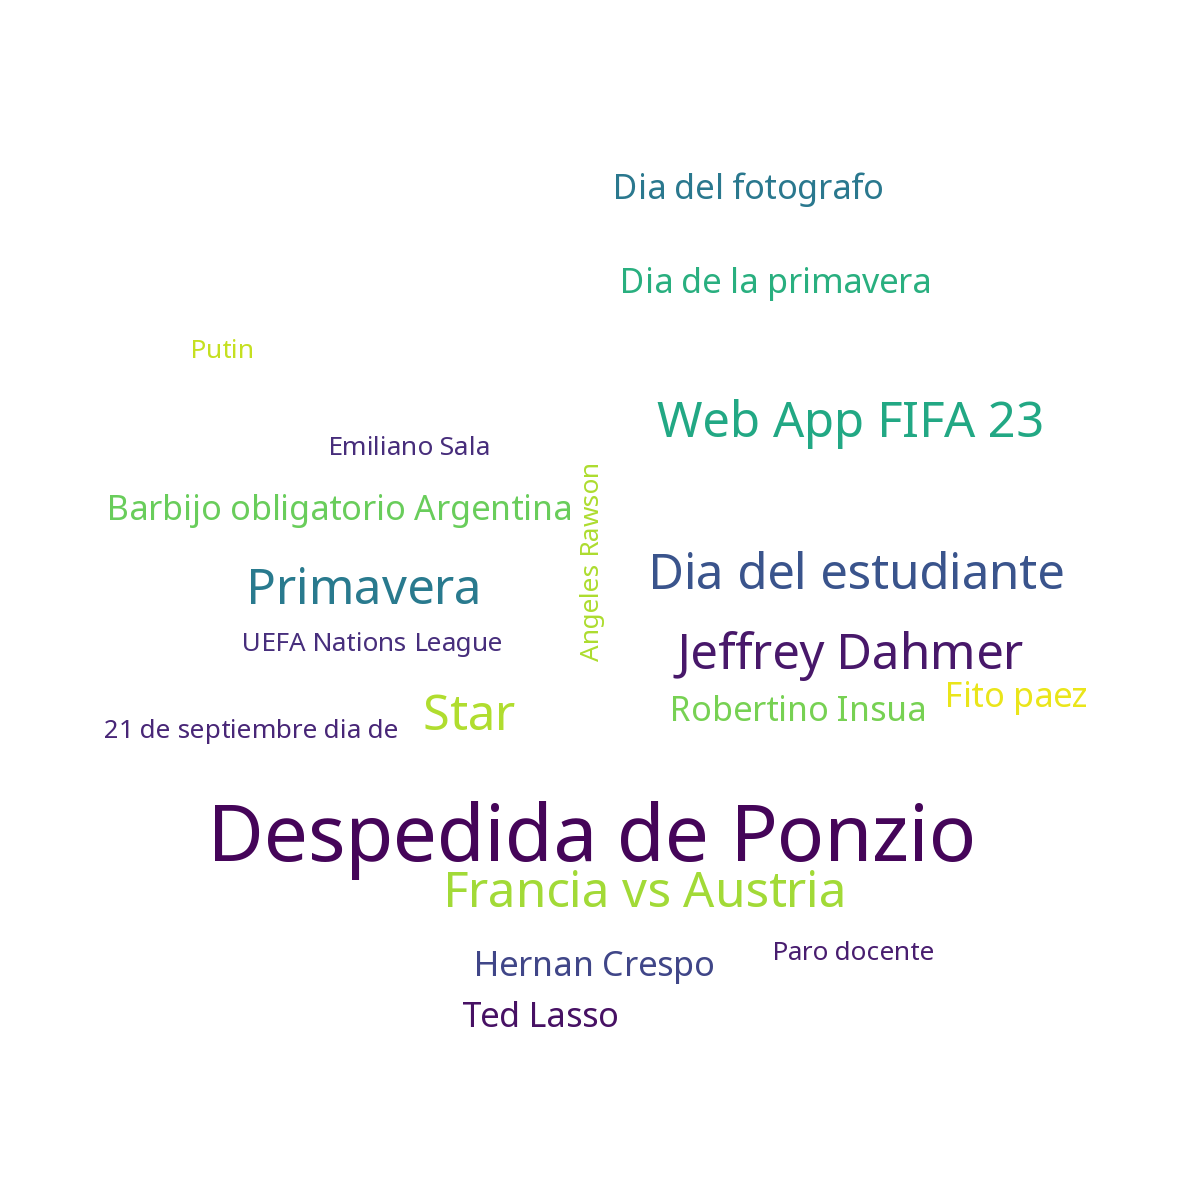 Dia del fotografo
Dia de la primavera
Putin
Web App FIFA 23
Emiliano Sala
Barbijo obligatorio Argentina
Angeles Rawson
Dia del estudiante
Primavera
UEFA Nations League
Jeffrey Dahmer
Fito paez
Robertino Insua
Star
21 de septiembre dia de
Despedida de Ponzio
Francia vs Austria
Paro docente
Hernan Crespo
Ted Lasso